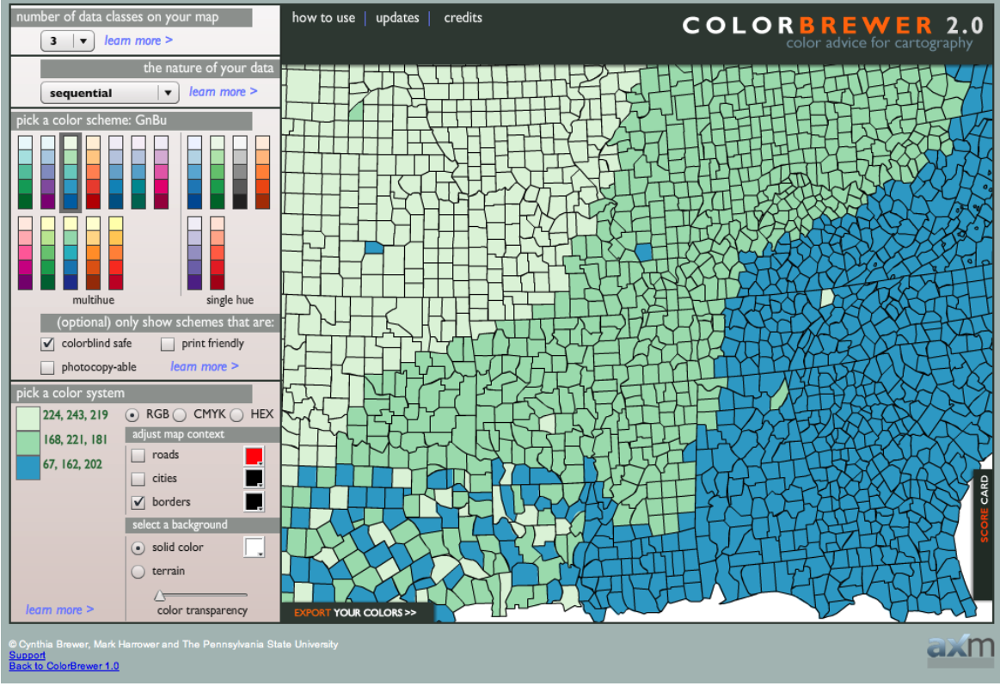 number of data classes on your map
3
learn more >
the nature of your data
sequential
learn more >
pick a color scheme: GnBu
multihue
single hue
(optional) only show schemes that are:
colorblind safe
print friendly
photocopy-able
learn more >
pick a color system
224, 243, 219
168, 221, 181
67, 162, 202
RGB CMYK HEX
adjust map context
roads
cities
borders
select a background
solid color
terrain
color transparency
learn more >
how to use | updates | credits
COLORBREWER 2.0
color advice for cartography
SCORE CARD
EXPORT YOUR COLORS >>
© Cynthia Brewer, Mark Harrower and The Pennsylvania State University
Support
Back to ColorBrewer 1.0
axm